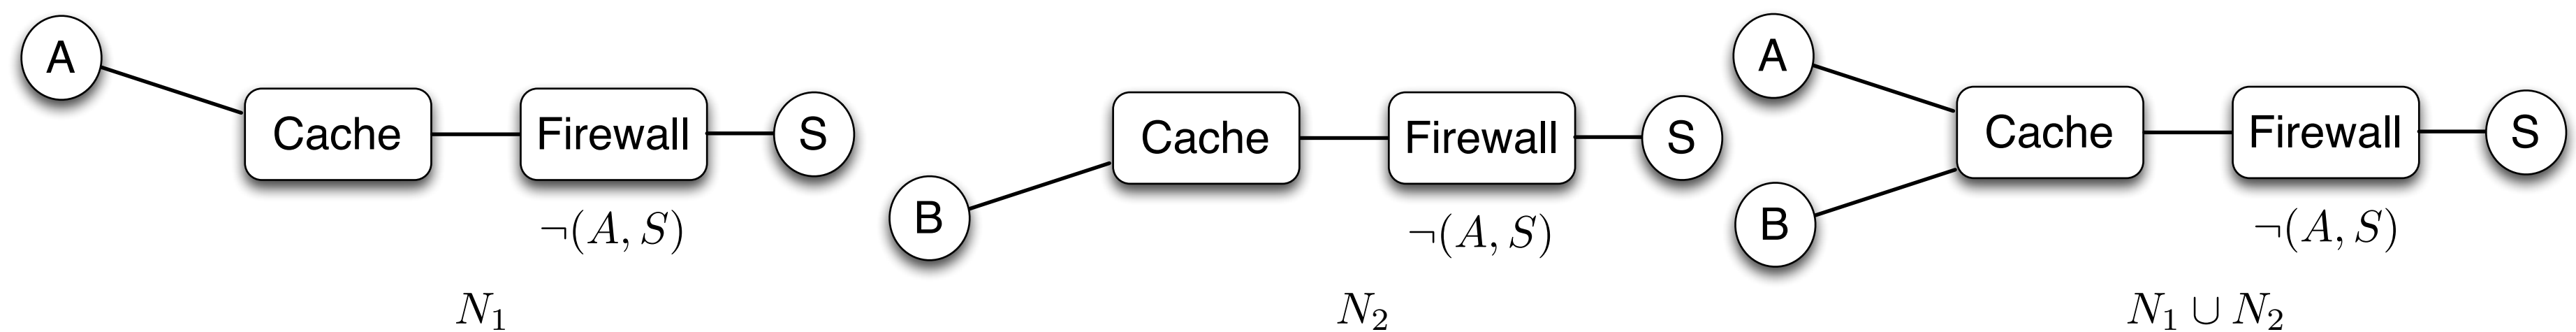 A
Cache
Firewall
S
¬(A, S)
N₁
B
Cache
Firewall
S
¬(A, S)
N₂
A
B
Cache
Firewall
S
¬(A, S)
N₁ ∪ N₂